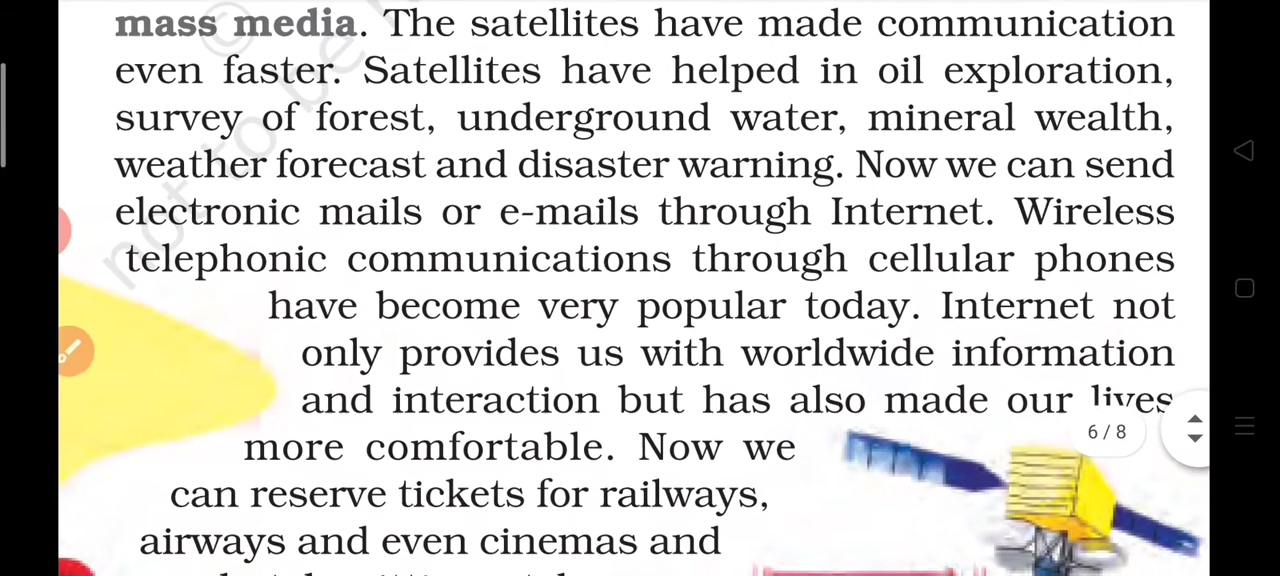 mass media. The satellites have made communication
even faster. Satellites have helped in oil exploration,
survey of forest, underground water, mineral wealth,
weather forecast and disaster warning. Now we can send
electronic mails or e-mails through Internet. Wireless
telephonic communications through cellular phones
have become very popular today. Internet not
only provides us with worldwide information
and interaction but has also made our lives
6 / 8
more comfortable. Now we
can reserve tickets for railways,
airways and even cinemas and
not to be